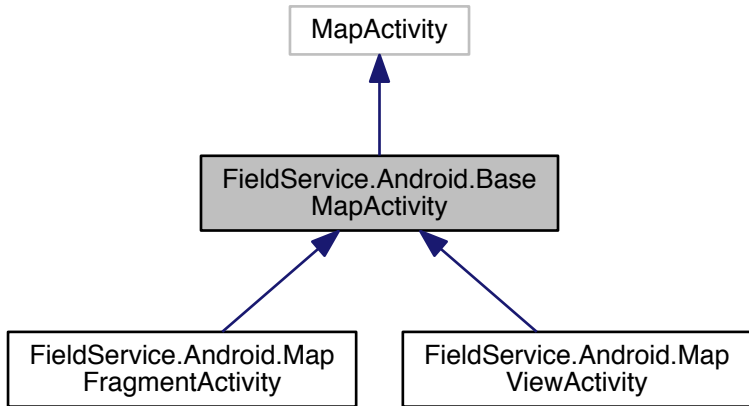 MapActivity
FieldService.Android.Base
MapActivity
FieldService.Android.Map
FragmentActivity
FieldService.Android.Map
ViewActivity